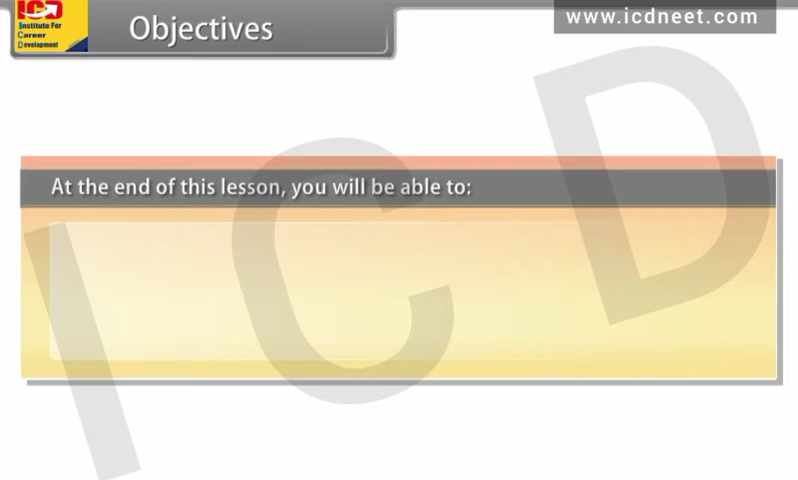 ICD
Institute For
Career
Development
Objectives
www.icdneet.com
At the end of this lesson, you will be able to:
I C D